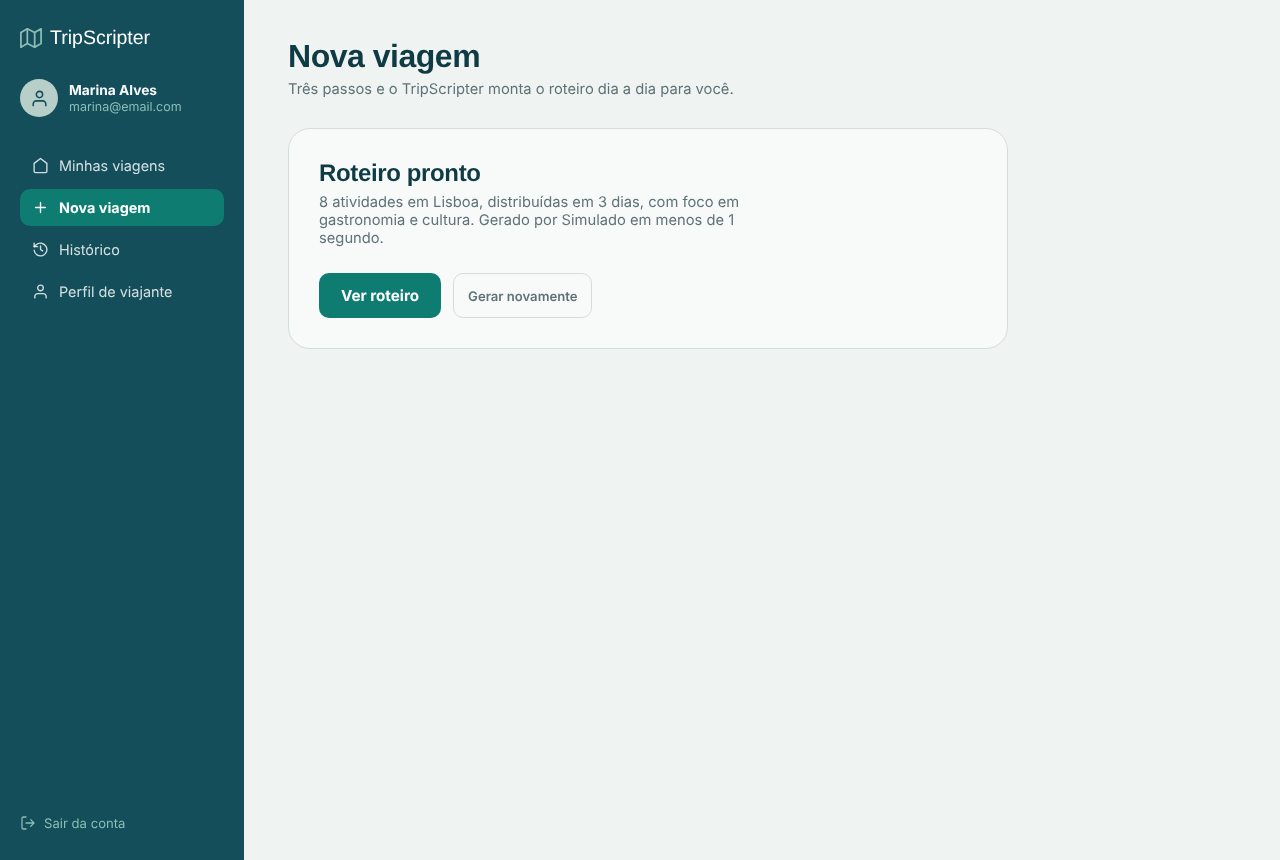 TripScripter
Marina Alves
marina@email.com
Minhas viagens
Nova viagem
Histórico
Perfil de viajante
Sair da conta
Nova viagem
Três passos e o TripScripter monta o roteiro dia a dia para você.
Roteiro pronto
8 atividades em Lisboa, distribuídas em 3 dias, com foco em
gastronomia e cultura. Gerado por Simulado em menos de 1
segundo.
Ver roteiro
Gerar novamente